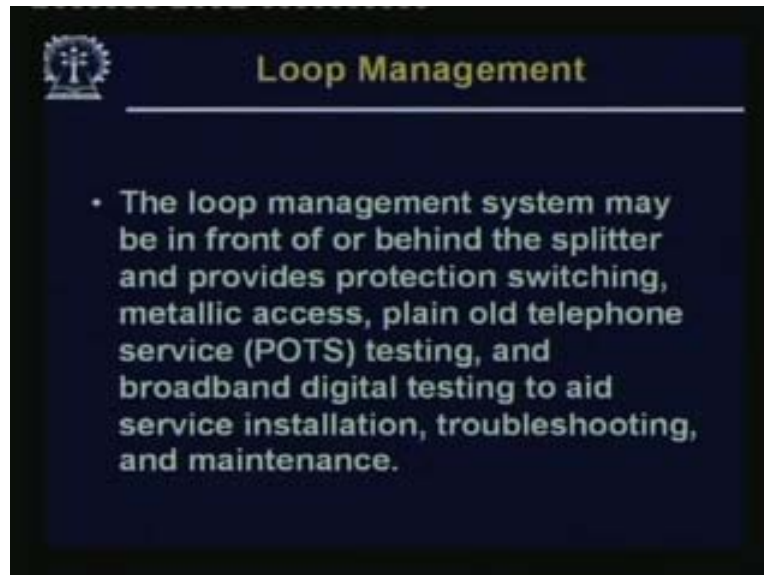 Loop Management
• The loop management system may
be in front of or behind the splitter
and provides protection switching,
metallic access, plain old telephone
service (POTS) testing, and
broadband digital testing to aid
service installation, troubleshooting,
and maintenance.